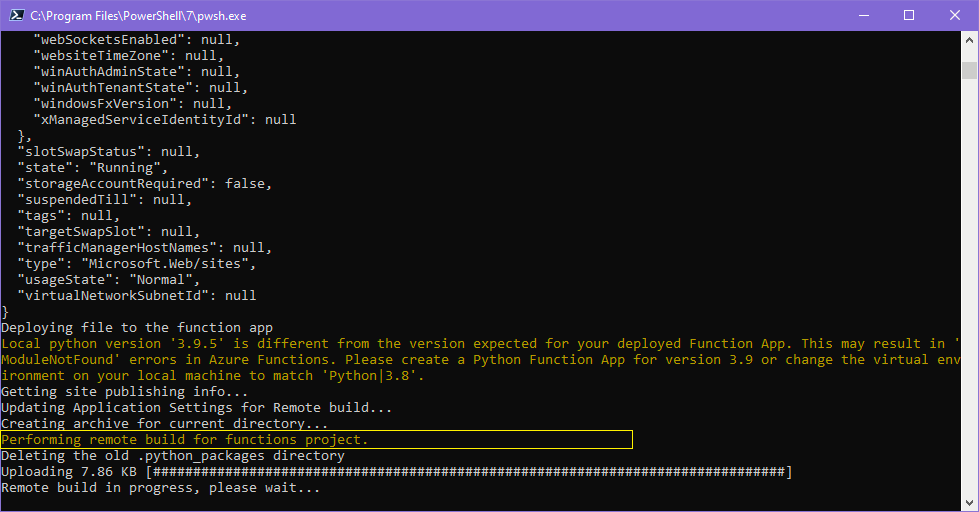 C:\Program Files\PowerShell\7\pwsh.exe
"webSocketsEnabled": null,
"websiteTimeZone": null,
"winAuthAdminState": null,
"winAuthTenantState": null,
"windowsFxVersion": null,
"xManagedServiceIdentityId": null
},
"slotSwapStatus": null,
"state": "Running",
"storageAccountRequired": false,
"suspendedTill": null,
"tags": null,
"targetSwapSlot": null,
"trafficManagerHostNames": null,
"type": "Microsoft.Web/sites",
"usageState": "Normal",
"virtualNetworkSubnetId": null
}
Deploying file to the function app
Local python version '3.9.5' is different from the version expected for your deployed Function App. This may result in '
ModuleNotFound' errors in Azure Functions. Please create a Python Function App for version 3.9 or change the virtual env
ironment on your local machine to match 'Python|3.8'.
Getting site publishing info...
Updating Application Settings for Remote build...
Creating archive for current directory...
Performing remote build for functions project.
Deleting the old .python_packages directory
Uploading 7.86 KB [###############################################################################]
Remote build in progress, please wait...